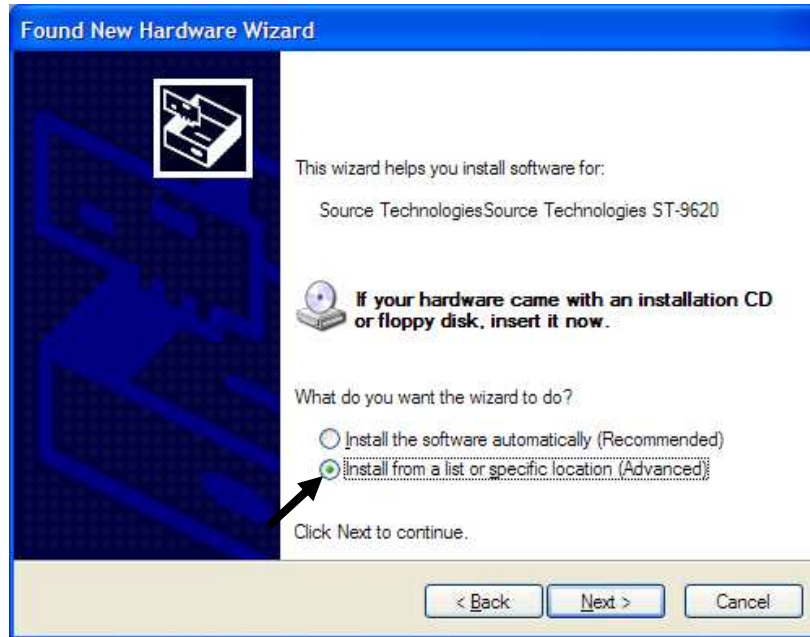 Found New Hardware Wizard
This wizard helps you install software for:
Source TechnologiesSource Technologies ST-9620
If your hardware came with an installation CD
or floppy disk, insert it now.
What do you want the wizard to do?
Install the software automatically (Recommended)
Install from a list or specific location (Advanced)
Click Next to continue.
< Back Next > Cancel